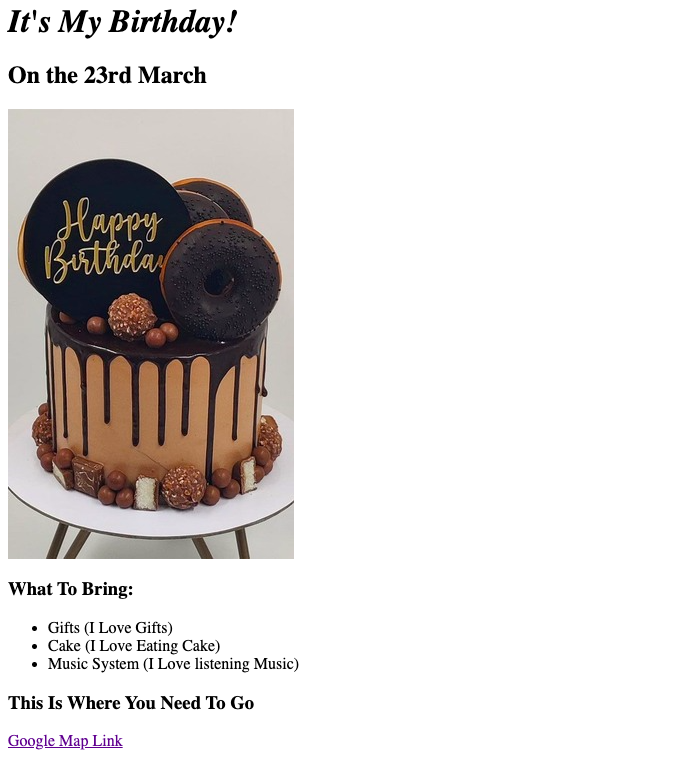 It's My Birthday!
On the 23rd March
Happy
Birthday
What To Bring:
Gifts (I Love Gifts)
Cake (I Love Eating Cake)
Music System (I Love listening Music)
This Is Where You Need To Go
Google Map Link